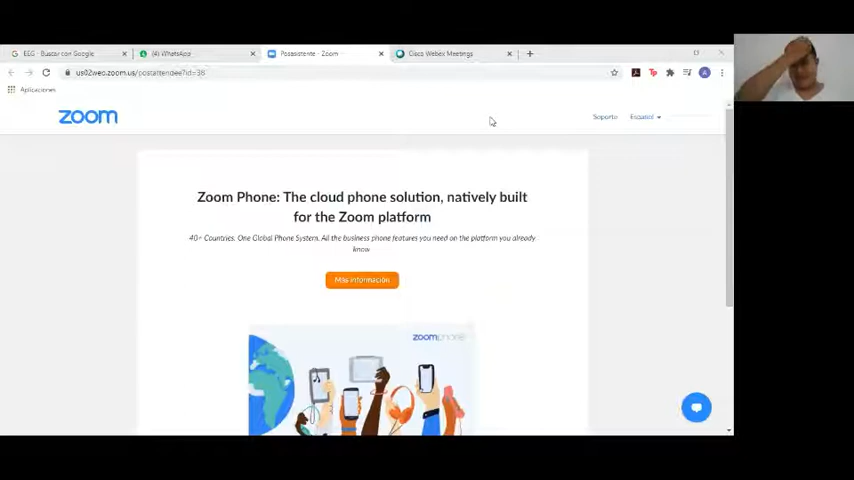 EEG - Buscar con Google
(4) WhatsApp
Posasistente - Zoom
Cisco Webex Meetings
us02web.zoom.us/postattendee?id=38
Aplicaciones
zoom
Soporte
Español
Zoom Phone: The cloud phone solution, natively built
for the Zoom platform
40+ Countries. One Global Phone System. All the business phone features you need on the platform you already
know
Más información
zoomphone